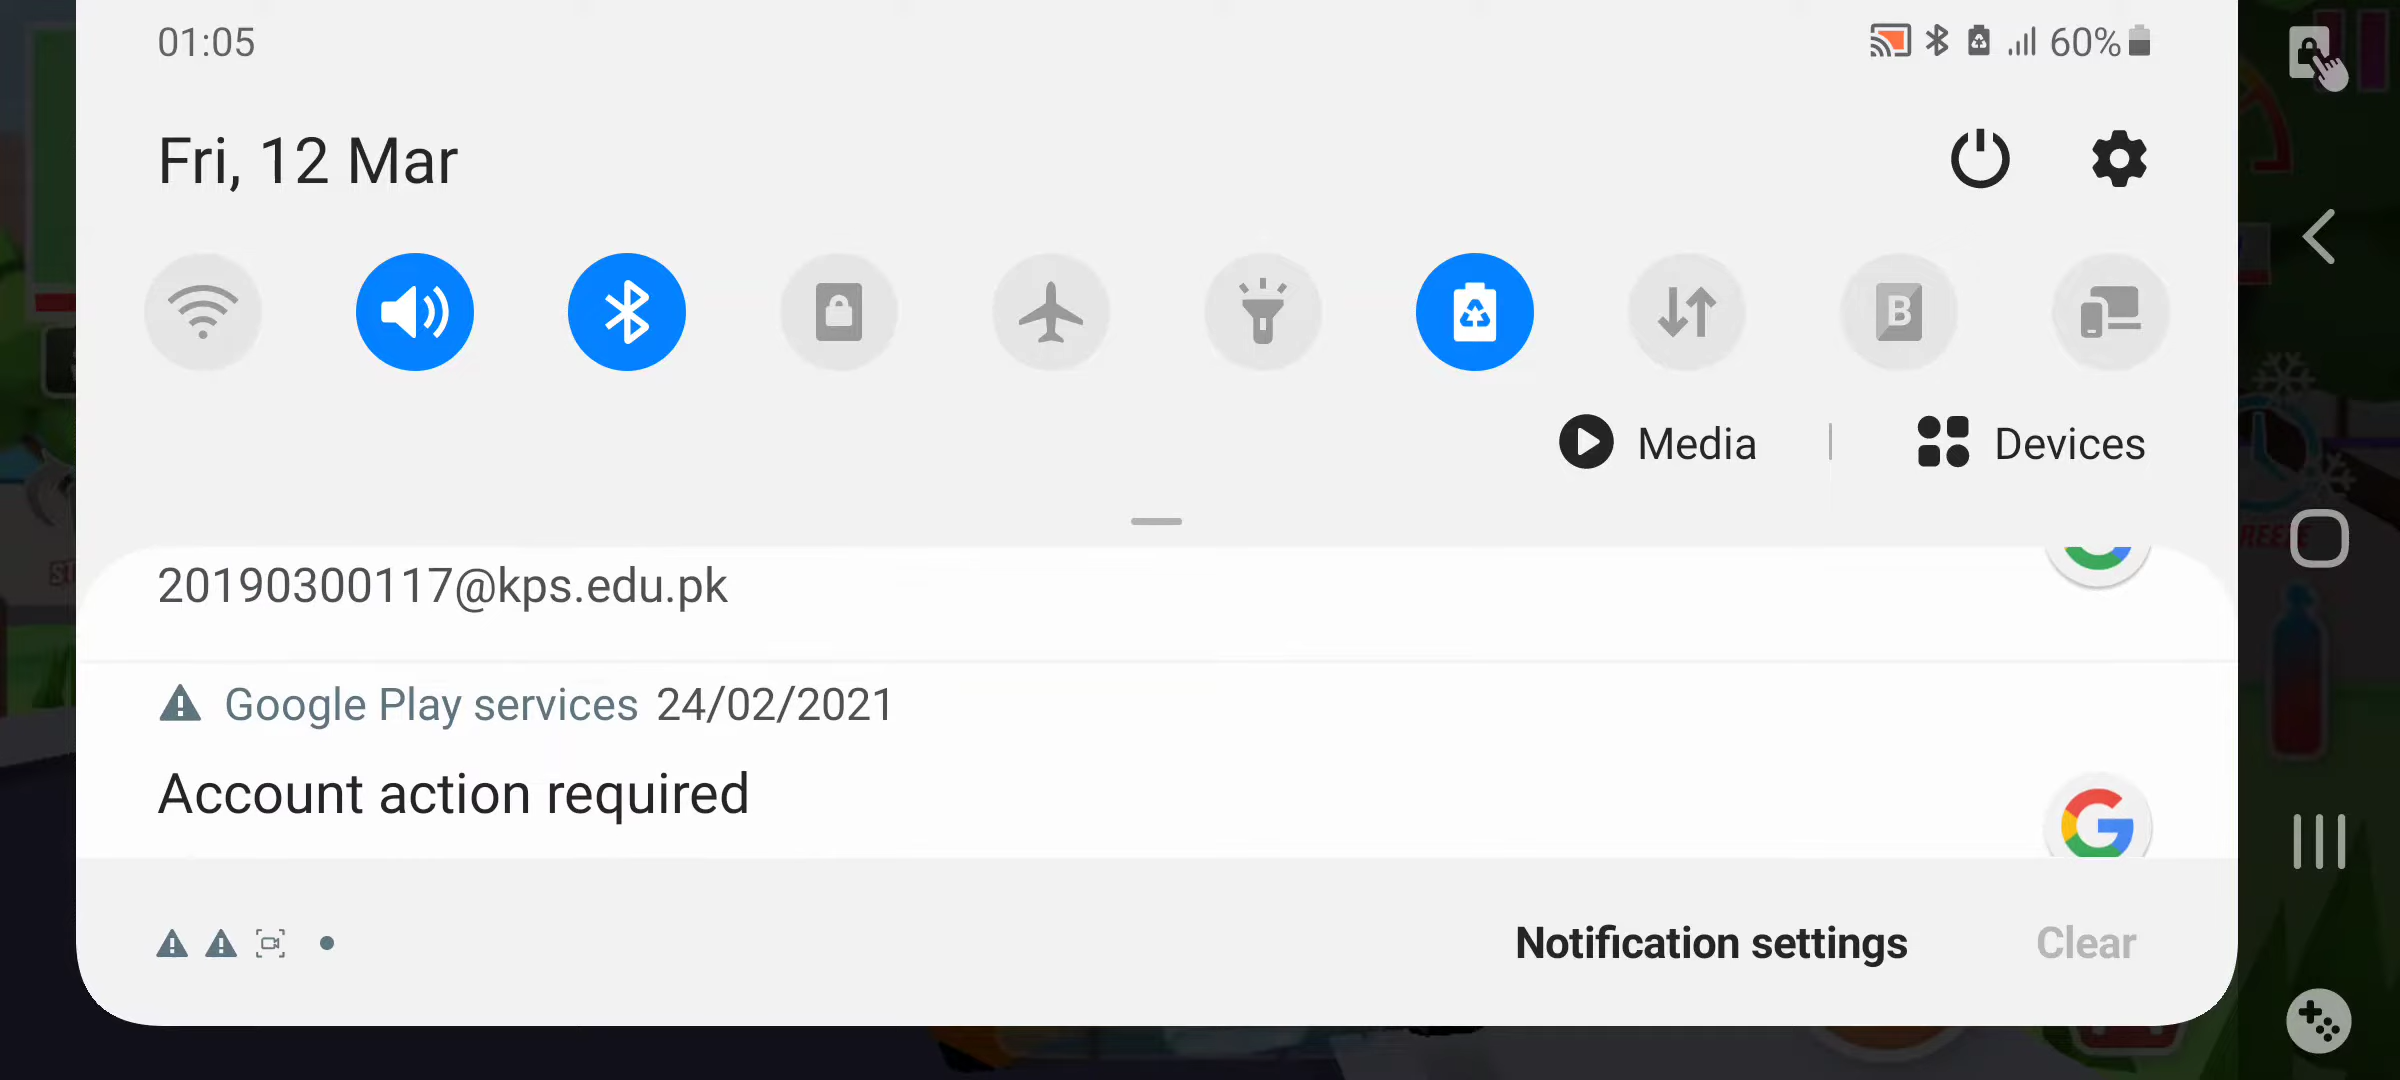 01:05
60%
Fri, 12 Mar
B
Media
Devices
20190300117@kps.edu.pk
Google Play services 24/02/2021
Account action required
Notification settings
Clear